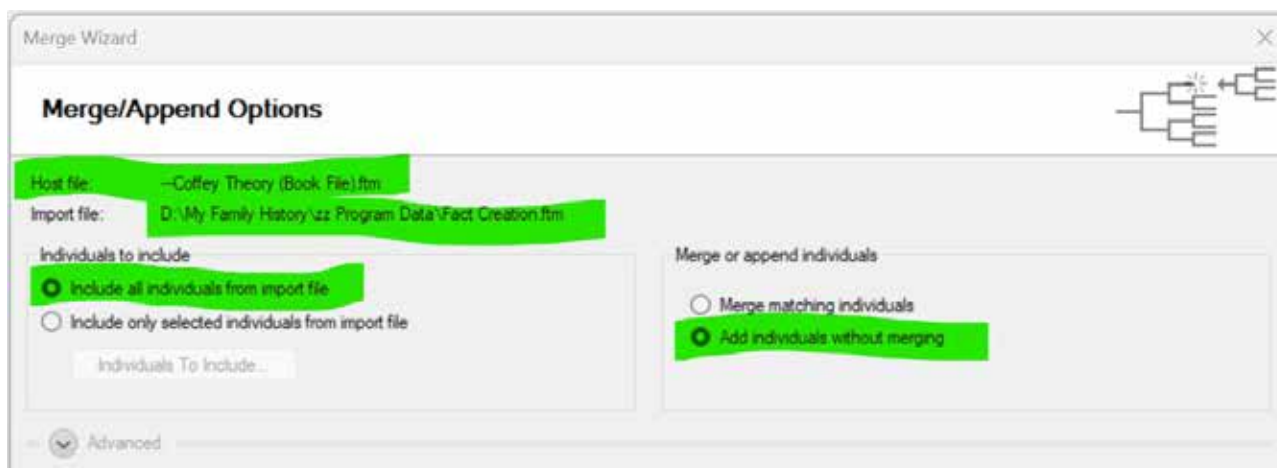 Merge Wizard
Merge/Append Options
Host file: --Coffey Theory (Book File).ftm
Import file: D:\My Family History\zz Program Data\Fact Creation.ftm
Individuals to include
Include all individuals from import file
Include only selected individuals from import file
Individuals To Include...
Merge or append individuals
Merge matching individuals
Add individuals without merging
Advanced